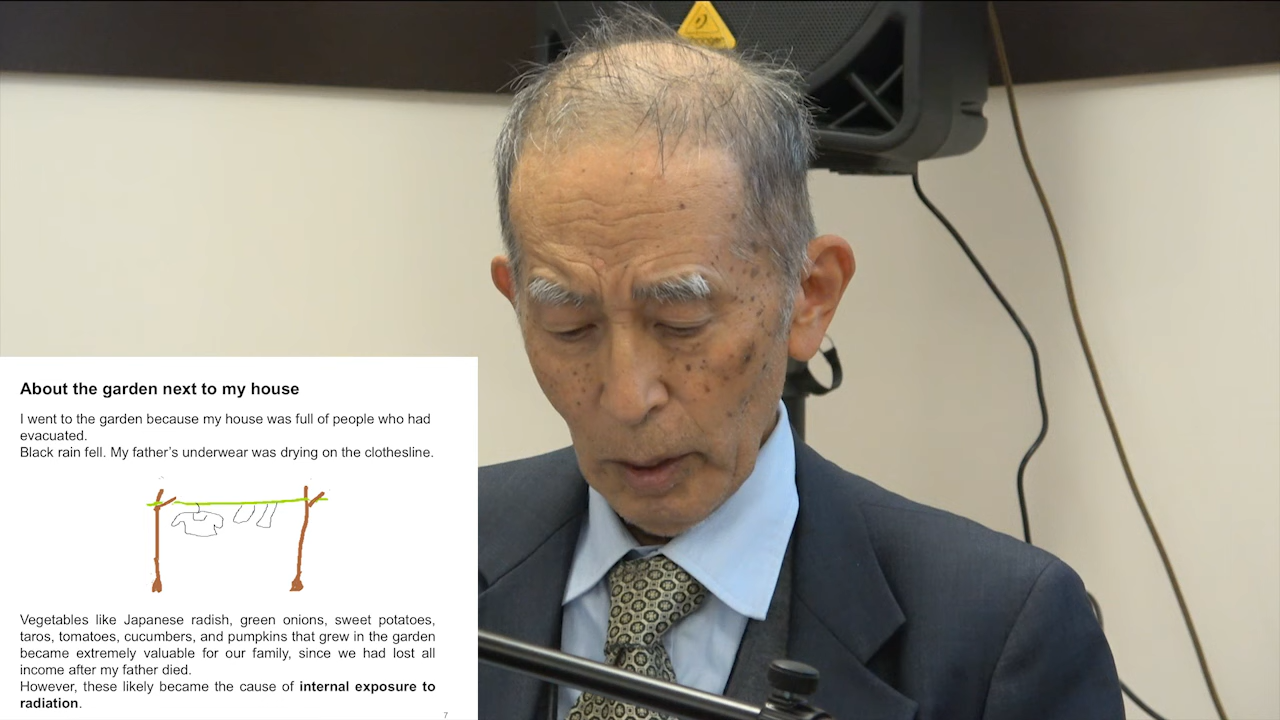 About the garden next to my house
I went to the garden because my house was full of people who had
evacuated.
Black rain fell. My father's underwear was drying on the clothesline.
Vegetables like Japanese radish, green onions, sweet potatoes,
taros, tomatoes, cucumbers, and pumpkins that grew in the garden
became extremely valuable for our family, since we had lost all
income after my father died.
However, these likely became the cause of internal exposure to
radiation.
7